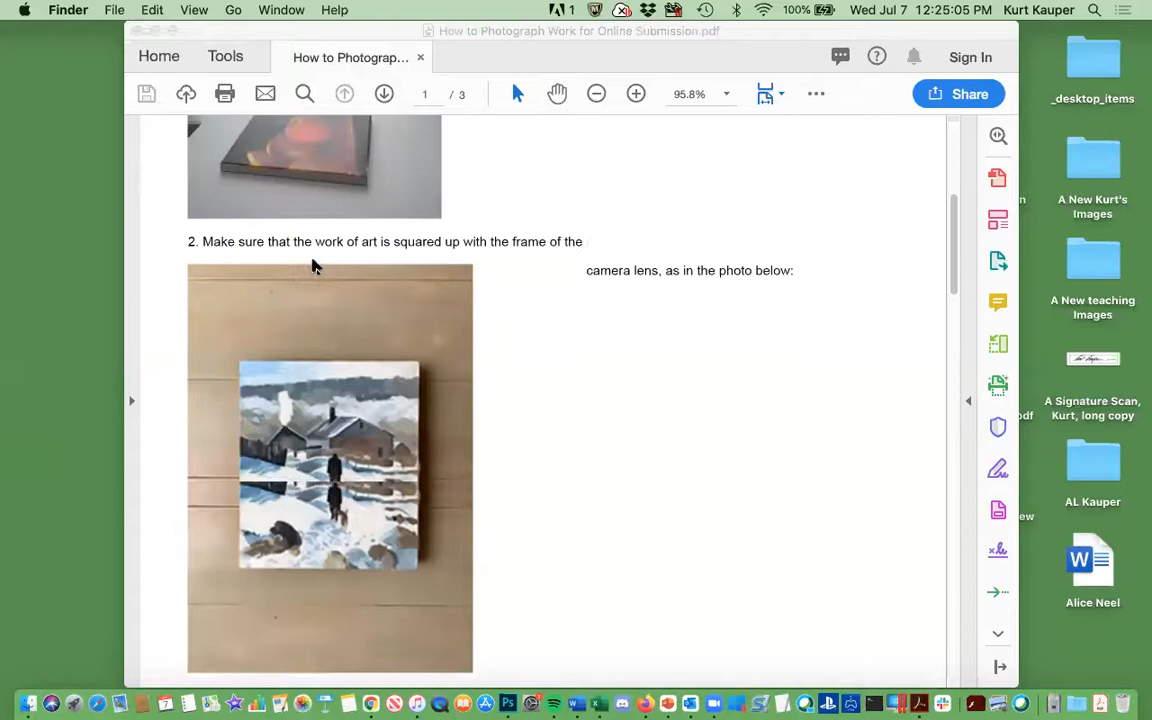 Finder File Edit View Go Window Help
1
100%
Wed Jul 7 12:25:05 PM
Kurt Kauper
How to Photograph Work for Online Submission.pdf
Home
Tools
How to Photograp... ×
Sign In
1 / 3
95.8%
Share
2. Make sure that the work of art is squared up with the frame of the
camera lens, as in the photo below:
_desktop_items
A New Kurt's
Images
A New teaching
Images
A Signature Scan,
Kurt, long copy
odf
AL Kauper
ew
W
Alice Neel